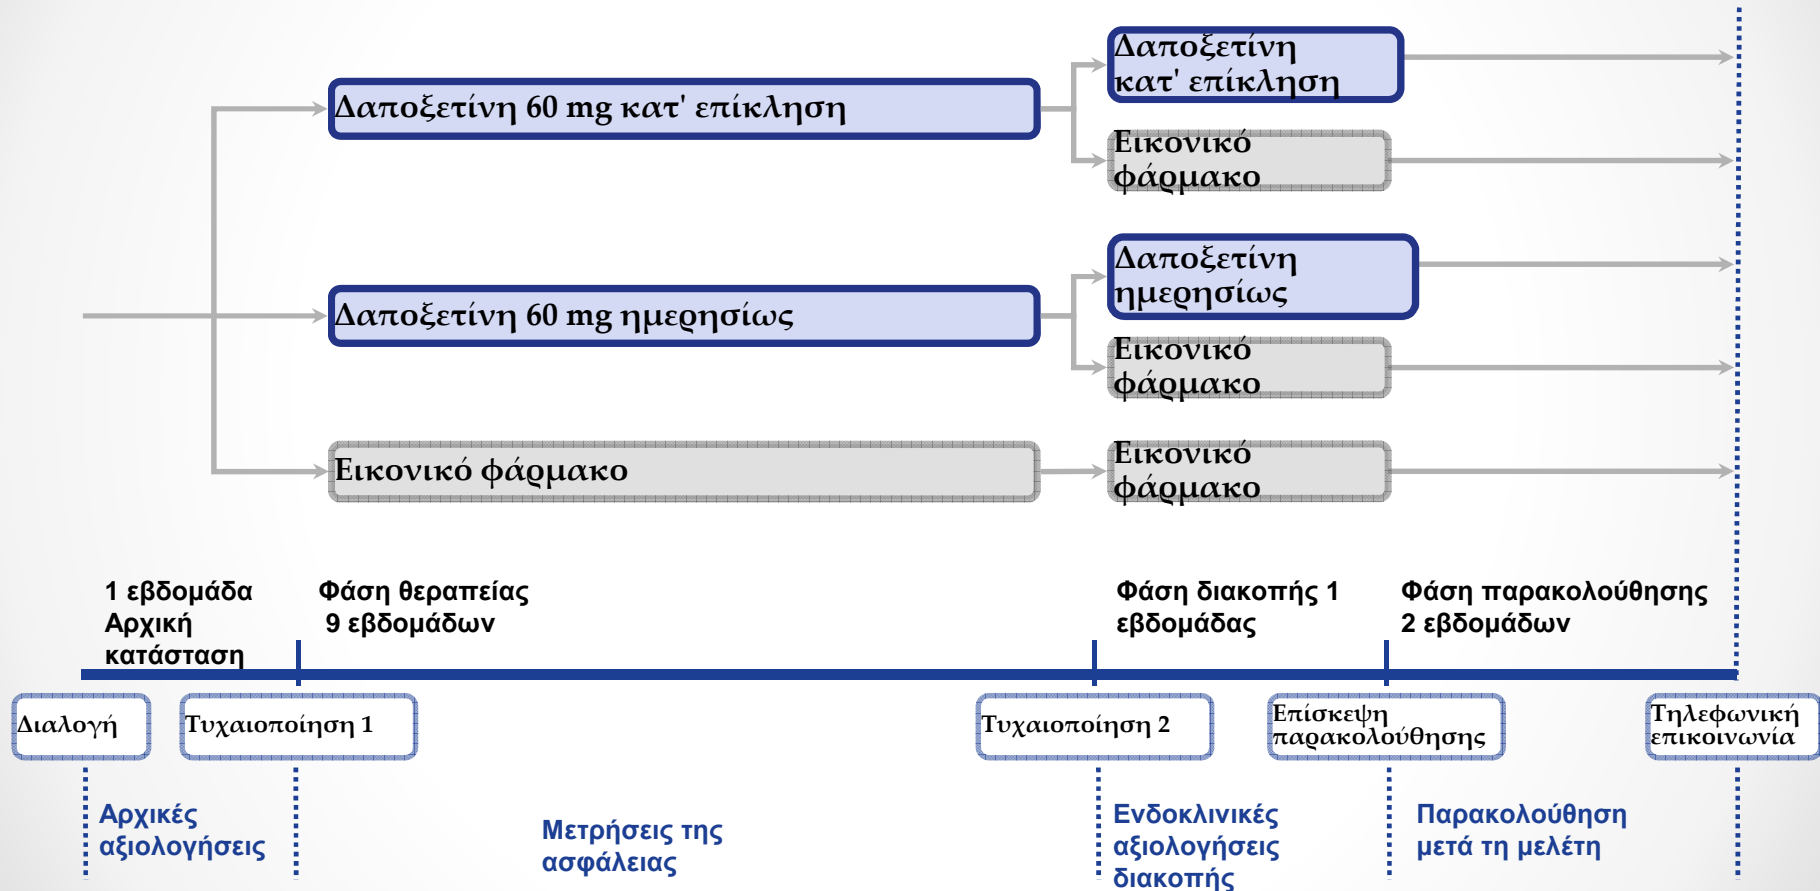 Δαποξετίνη
κατ' επίκληση
Δαποξετίνη 60 mg κατ' επίκληση
Εικονικό
φάρμακο
Δαποξετίνη
ημερησίως
Δαποξετίνη 60 mg ημερησίως
Εικονικό
φάρμακο
Εικονικό φάρμακο
Εικονικό
φάρμακο
1 εβδομάδα
Αρχική
κατάσταση
Φάση θεραπείας
9 εβδομάδων
Φάση διακοπής 1
εβδομάδας
Φάση παρακολούθησης
2 εβδομάδων
Διαλογή
Τυχαιοποίηση 1
Τυχαιοποίηση 2
Επίσκεψη
παρακολούθησης
Τηλεφωνική
επικοινωνία
Αρχικές
αξιολογήσεις
Μετρήσεις της
ασφάλειας
Ενδοκλινικές
αξιολογήσεις
διακοπής
Παρακολούθηση
μετά τη μελέτη